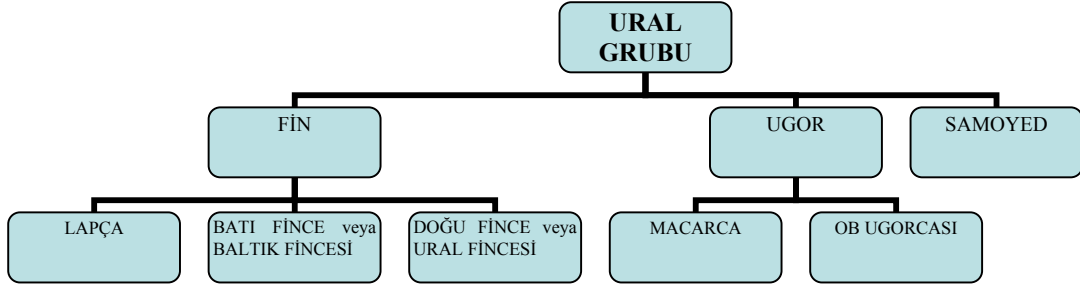 URAL
GRUBU
FİN
UGOR
SAMOYED
LAPÇA
BATI FİNCE veya
BALTIK FİNCESİ
DOĞU FİNCE veya
URAL FİNCESİ
MACARCA
OB UGORCASI